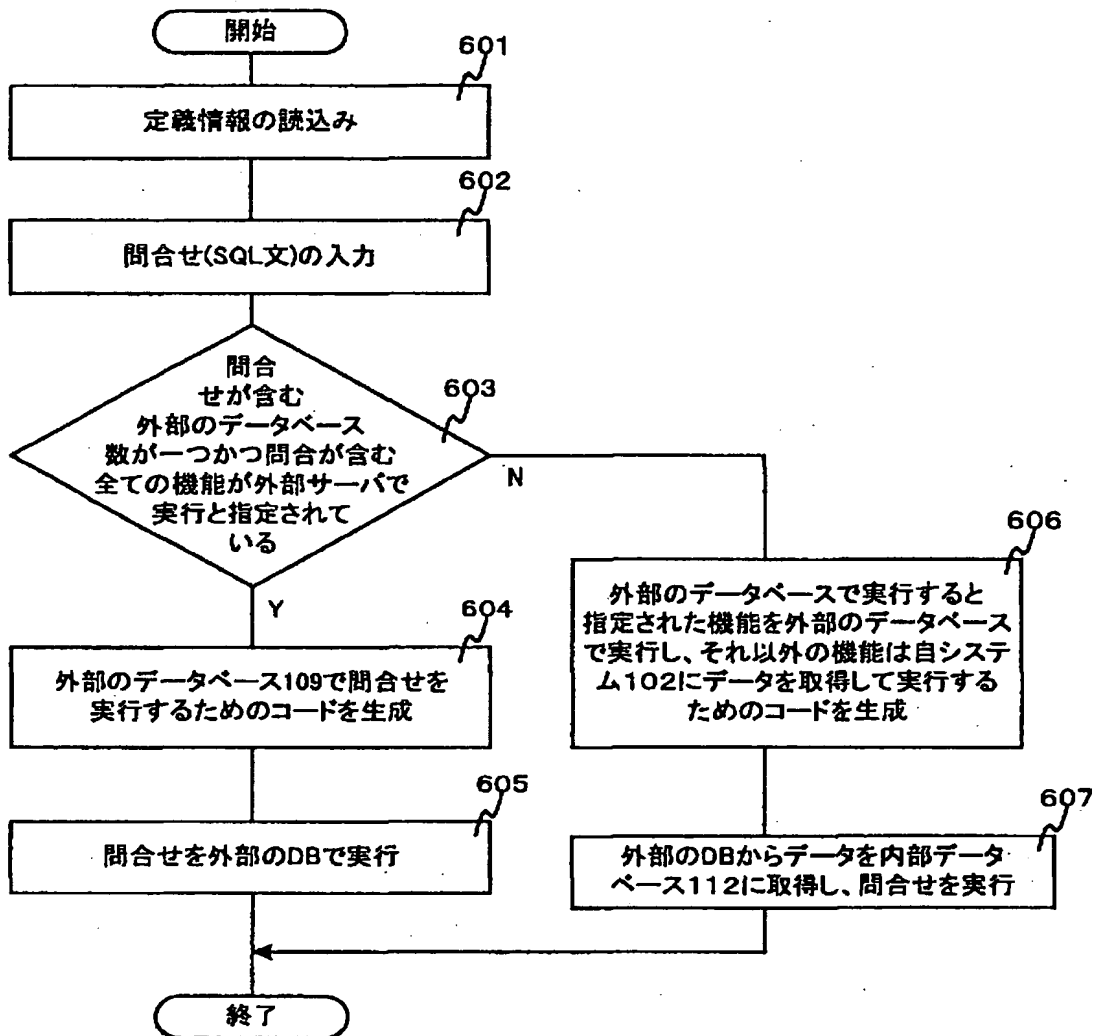 開始
601
定義情報の読込み
602
問合せ(SQL文)の入力
603
問合
せが含む
外部のデータベース
数が一つかつ問合が含む
全ての機能が外部サーバで
実行と指定されて
いる
N
Y
604
外部のデータベース109で問合せを
実行するためのコードを生成
605
問合せを外部のDBで実行
606
外部のデータベースで実行すると
指定された機能を外部のデータベース
で実行し、それ以外の機能は自システ
ム102にデータを取得して実行する
ためのコードを生成
607
外部のDBからデータを内部データ
ベース112に取得し、問合せを実行
終了